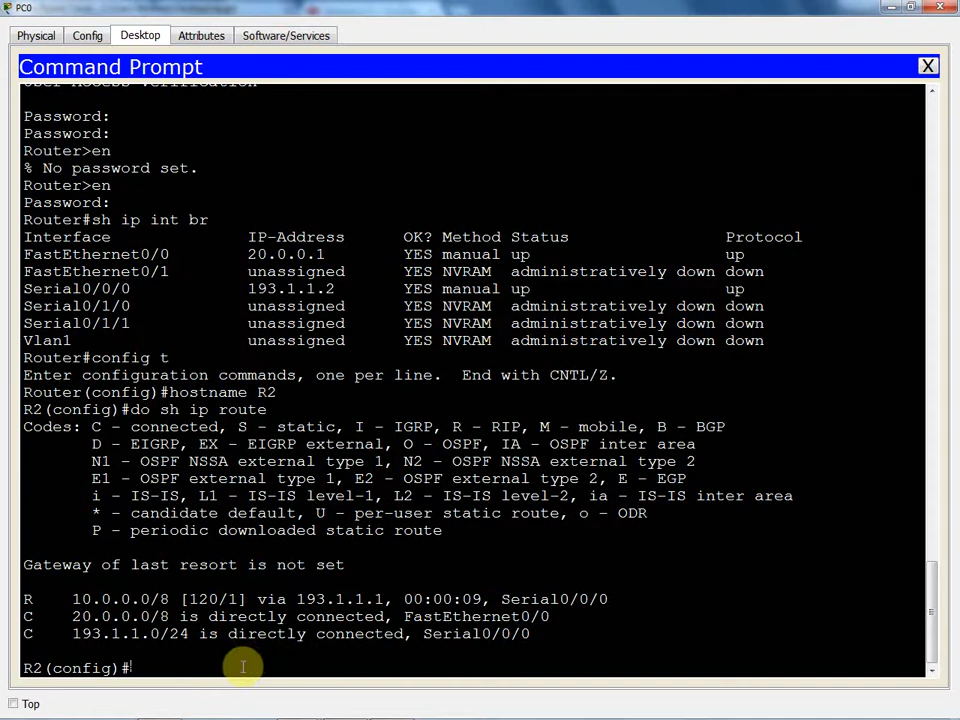 PC0
Physical Config Desktop Attributes Software/Services
Command Prompt X
User Access Verification
Password:
Password:
Router>en
% No password set.
Router>en
Password:
Router#sh ip int br
Interface IP-Address OK? Method Status Protocol
FastEthernet0/0 20.0.0.1 YES manual up up
FastEthernet0/1 unassigned YES NVRAM administratively down down
Serial0/0/0 193.1.1.2 YES manual up up
Serial0/1/0 unassigned YES NVRAM administratively down down
Serial0/1/1 unassigned YES NVRAM administratively down down
Vlan1 unassigned YES NVRAM administratively down down
Router#config t
Enter configuration commands, one per line. End with CNTL/Z.
Router(config)#hostname R2
R2(config)#do sh ip route
Codes: C - connected, S - static, I - IGRP, R - RIP, M - mobile, B - BGP
D - EIGRP, EX - EIGRP external, O - OSPF, IA - OSPF inter area
N1 - OSPF NSSA external type 1, N2 - OSPF NSSA external type 2
E1 - OSPF external type 1, E2 - OSPF external type 2, E - EGP
i - IS-IS, L1 - IS-IS level-1, L2 - IS-IS level-2, ia - IS-IS inter area
* - candidate default, U - per-user static route, o - ODR
P - periodic downloaded static route
Gateway of last resort is not set
R 10.0.0.0/8 [120/1] via 193.1.1.1, 00:00:09, Serial0/0/0
C 20.0.0.0/8 is directly connected, FastEthernet0/0
C 193.1.1.0/24 is directly connected, Serial0/0/0
R2(config)#
Top